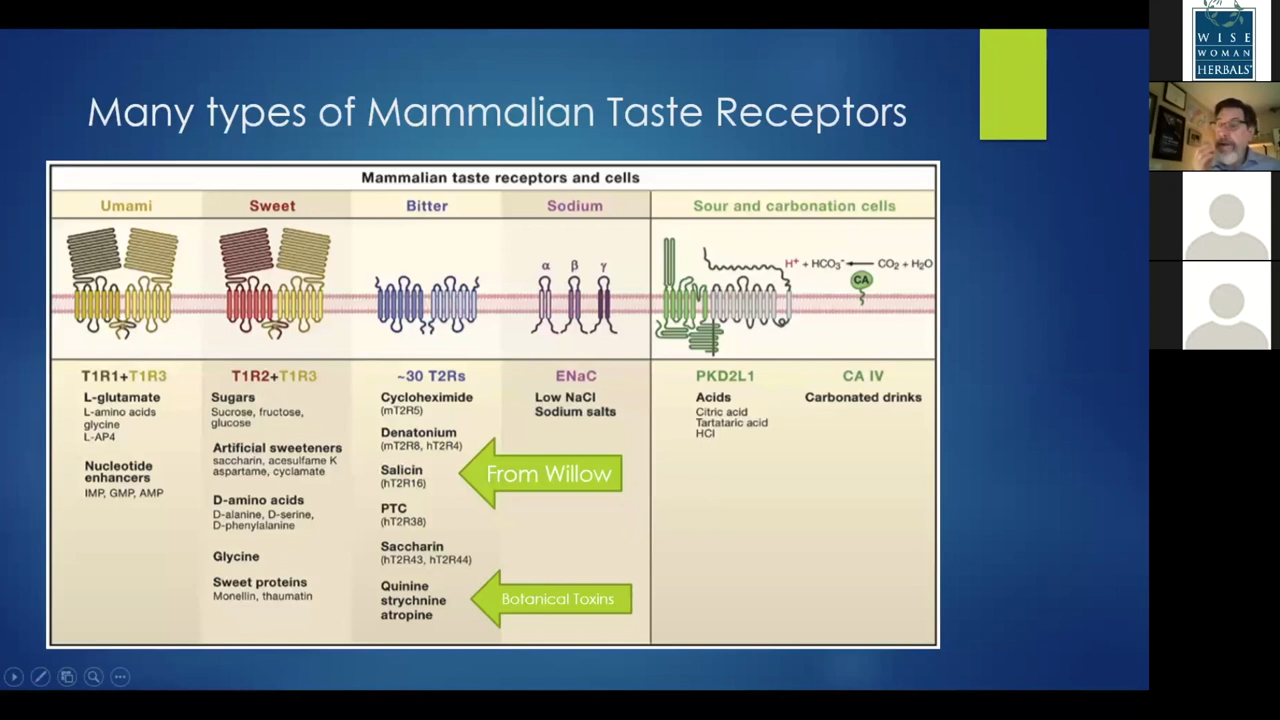 Many types of Mammalian Taste Receptors
Mammalian taste receptors and cells
Umami
Sweet
Bitter
Sodium
Sour and carbonation cells
α β γ
H⁺ + HCO₃⁻ ← CO₂ + H₂O
CA
T1R1+T1R3
L-glutamate
L-amino acids
glycine
L-AP4
Nucleotide
enhancers
IMP, GMP, AMP
T1R2+T1R3
Sugars
Sucrose, fructose,
glucose
Artificial sweeteners
saccharin, acesulfame K
aspartame, cyclamate
D-amino acids
D-alanine, D-serine,
D-phenylalanine
Glycine
Sweet proteins
Monellin, thaumatin
~30 T2Rs
Cycloheximide
(mT2R5)
Denatonium
(mT2R8, hT2R4)
Salicin
(hT2R16)
PTC
(hT2R38)
Saccharin
(hT2R43, hT2R44)
Quinine
strychnine
atropine
From Willow
Botanical Toxins
ENaC
Low NaCl
Sodium salts
PKD2L1
Acids
Citric acid
Tartataric acid
HCl
CA IV
Carbonated drinks
WISE
WOMAN
HERBALS